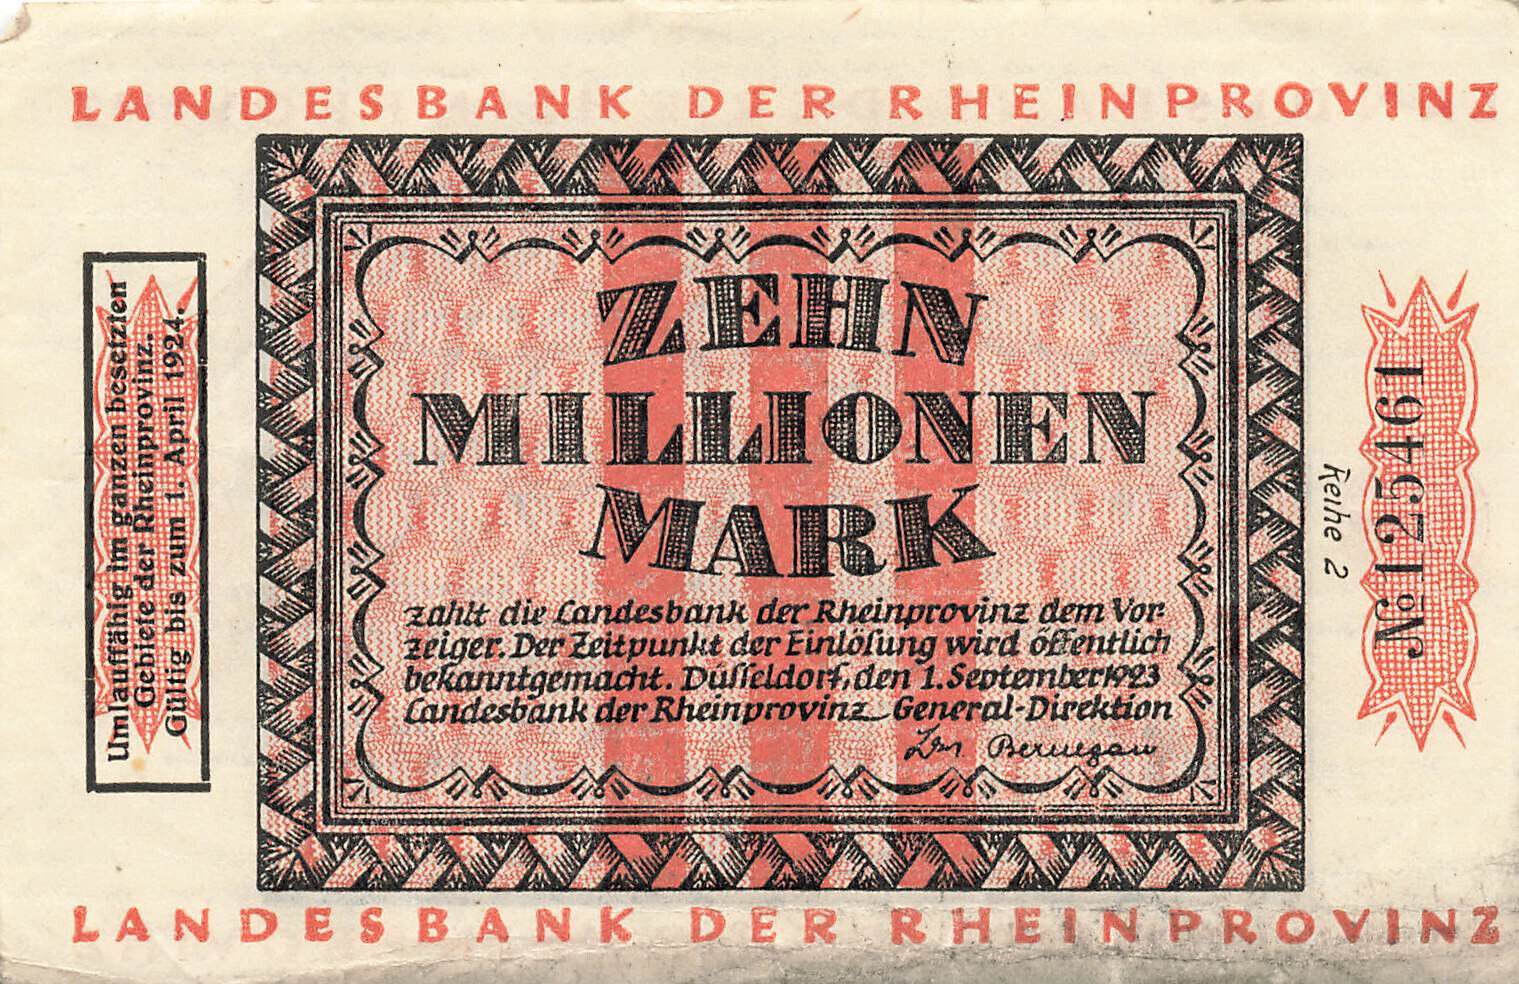 LANDESBANK DER RHEINPROVINZ
Umlauffähig im ganzen besetzten
Gebiete der Rheinprovinz.
Gültig bis zum 1. April 1924.
ZEHN
MILLIONEN
MARK
zahlt die Landesbank der Rheinprovinz dem Vor-
zeiger. Der Zeitpunkt der Einlösung wird öffentlich
bekanntgemacht. Düsseldorf, den 1. September 1923
Landesbank der Rheinprovinz General-Direktion
Bernegau
Reihe 2
№ 125461
LANDESBANK DER RHEINPROVINZ